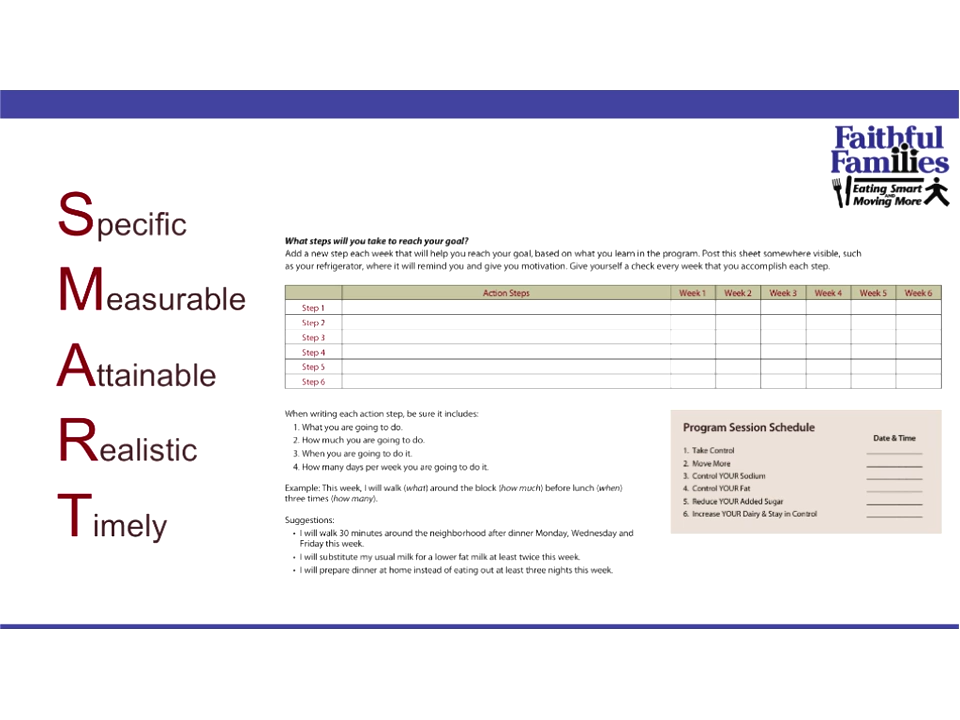 Faithful
Families
Eating Smart
AND
Moving More
Specific
Measurable
Attainable
Realistic
Timely
What steps will you take to reach your goal?
Add a new step each week that will help you reach your goal, based on what you learn in the program. Post this sheet somewhere visible, such
as your refrigerator, where it will remind you and give you motivation. Give yourself a check every week that you accomplish each step.
Action Steps Week 1 Week 2 Week 3 Week 4 Week 5 Week 6
Step 1
Step 2
Step 3
Step 4
Step 5
Step 6
When writing each action step, be sure it includes:
1. What you are going to do.
2. How much you are going to do.
3. When you are going to do it.
4. How many days per week you are going to do it.
Example: This week, I will walk (what) around the block (how much) before lunch (when)
three times (how many).
Suggestions:
• I will walk 30 minutes around the neighborhood after dinner Monday, Wednesday and
Friday this week.
• I will substitute my usual milk for a lower fat milk at least twice this week.
• I will prepare dinner at home instead of eating out at least three nights this week.
Program Session Schedule
Date & Time
1. Take Control
2. Move More
3. Control YOUR Sodium
4. Control YOUR Fat
5. Reduce YOUR Added Sugar
6. Increase YOUR Dairy & Stay in Control